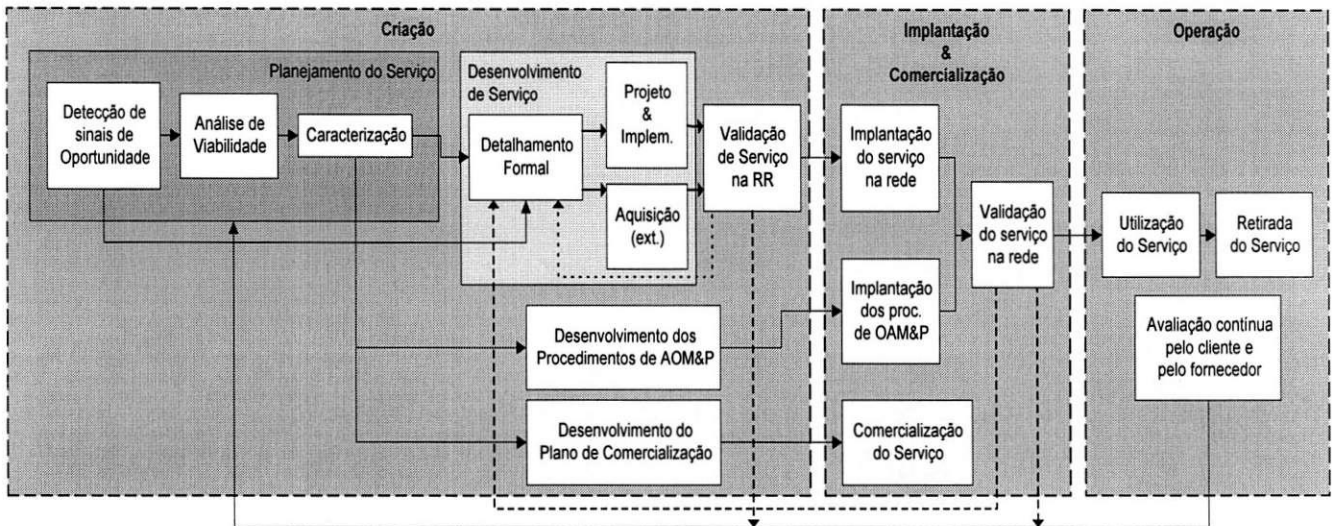 Criação
Planejamento do Serviço
Detecção de
sinais de
Oportunidade
Análise de
Viabilidade
Caracterização
Desenvolvimento
de Serviço
Detalhamento
Formal
Projeto
&
Implem.
Aquisição
(ext.)
Validação
de Serviço
na RR
Desenvolvimento dos
Procedimentos de AOM&P
Desenvolvimento do
Plano de Comercialização
Implantação
&
Comercialização
Implantação
do serviço
na rede
Implantação
dos proc.
de OAM&P
Comercialização
do Serviço
Validação
do serviço
na rede
Operação
Utilização
do Serviço
Retirada
do Serviço
Avaliação contínua
pelo cliente e
pelo fornecedor